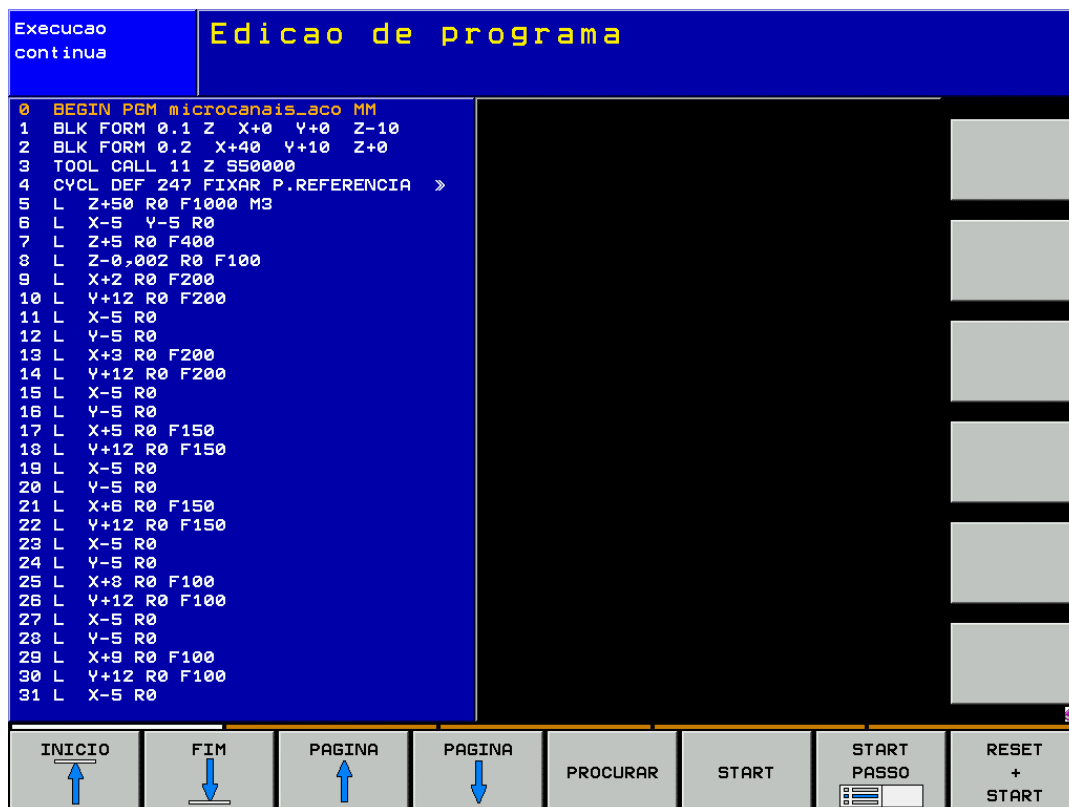 Execucao
continua
Edicao de programa
0 BEGIN PGM microcanais_aco MM
1 BLK FORM 0.1 Z X+0 Y+0 Z-10
2 BLK FORM 0.2 X+40 Y+10 Z+0
3 TOOL CALL 11 Z S50000
4 CYCL DEF 247 FIXAR P.REFERENCIA »
5 L Z+50 R0 F1000 M3
6 L X-5 Y-5 R0
7 L Z+5 R0 F400
8 L Z-0,002 R0 F100
9 L X+2 R0 F200
10 L Y+12 R0 F200
11 L X-5 R0
12 L Y-5 R0
13 L X+3 R0 F200
14 L Y+12 R0 F200
15 L X-5 R0
16 L Y-5 R0
17 L X+5 R0 F150
18 L Y+12 R0 F150
19 L X-5 R0
20 L Y-5 R0
21 L X+6 R0 F150
22 L Y+12 R0 F150
23 L X-5 R0
24 L Y-5 R0
25 L X+8 R0 F100
26 L Y+12 R0 F100
27 L X-5 R0
28 L Y-5 R0
29 L X+9 R0 F100
30 L Y+12 R0 F100
31 L X-5 R0
INICIO
FIM
PAGINA
PAGINA
PROCURAR
START
START
PASSO
RESET
+
START